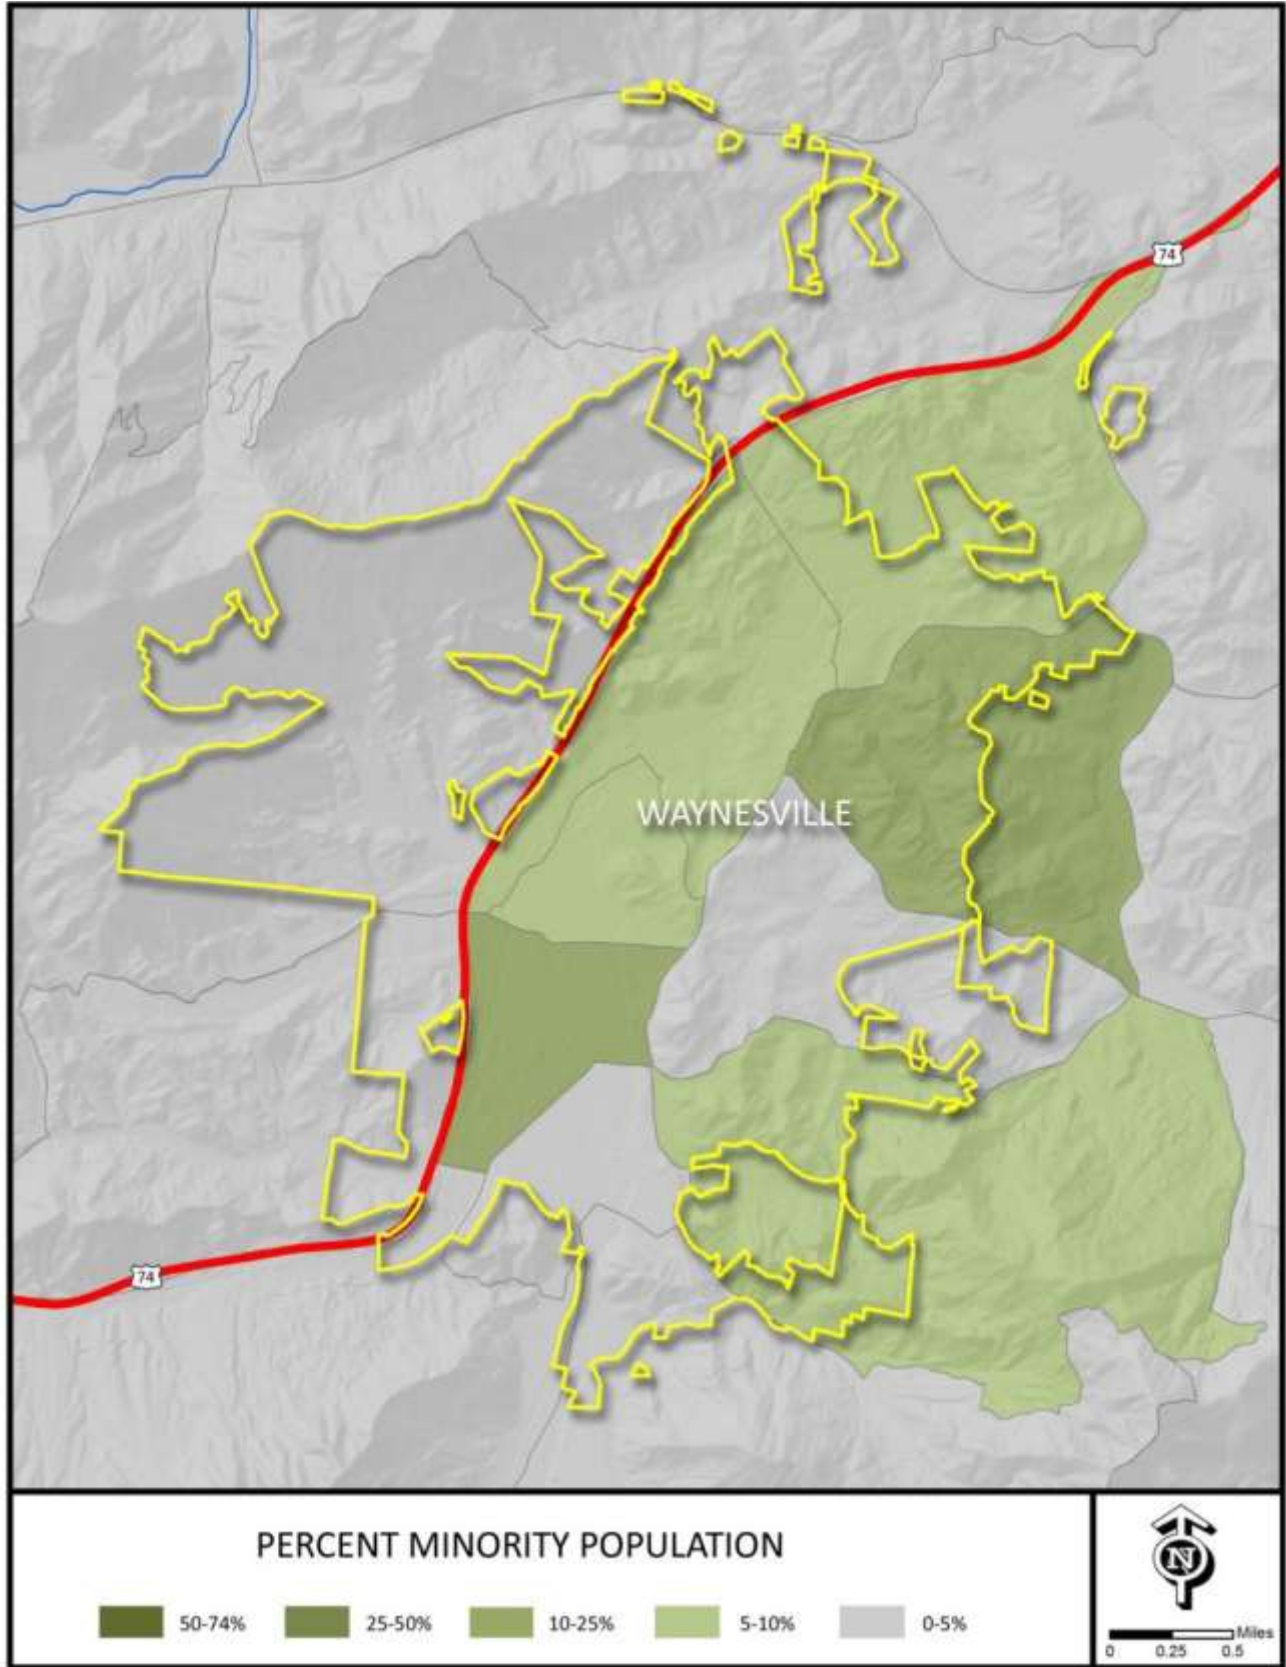 74
WAYNESVILLE
74
PERCENT MINORITY POPULATION
50-74% 25-50% 10-25% 5-10% 0-5%
N
Miles
0 0.25 0.5